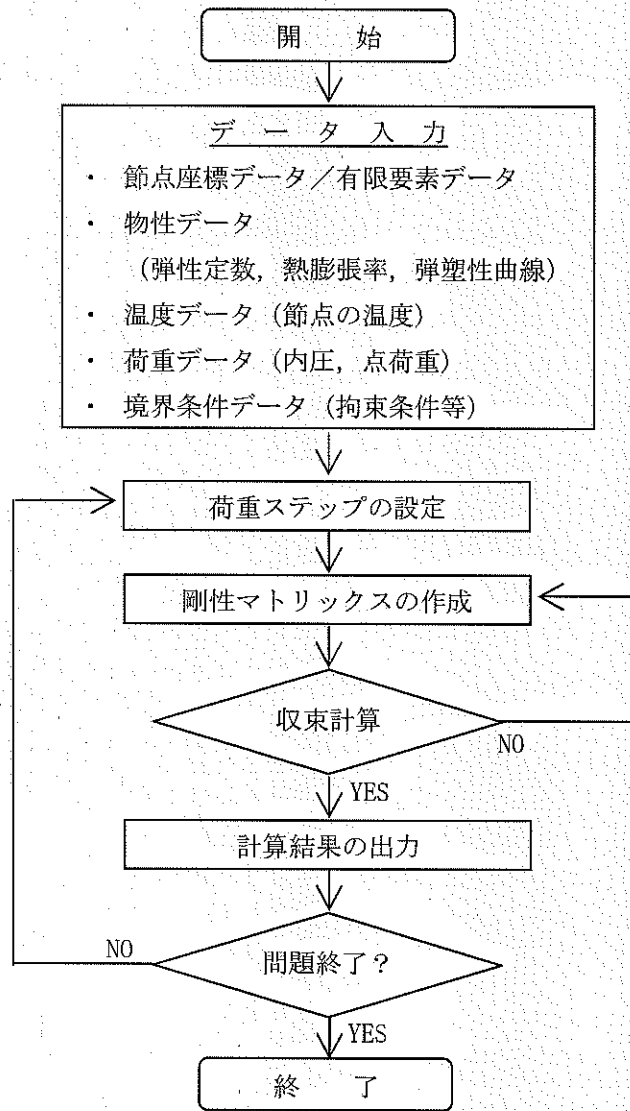 開　始
データ入力
・ 節点座標データ／有限要素データ
・ 物性データ
（弾性定数，熱膨張率，弾塑性曲線）
・ 温度データ（節点の温度）
・ 荷重データ（内圧，点荷重）
・ 境界条件データ（拘束条件等）
荷重ステップの設定
剛性マトリックスの作成
収束計算
NO
YES
計算結果の出力
NO
問題終了？
YES
終　了